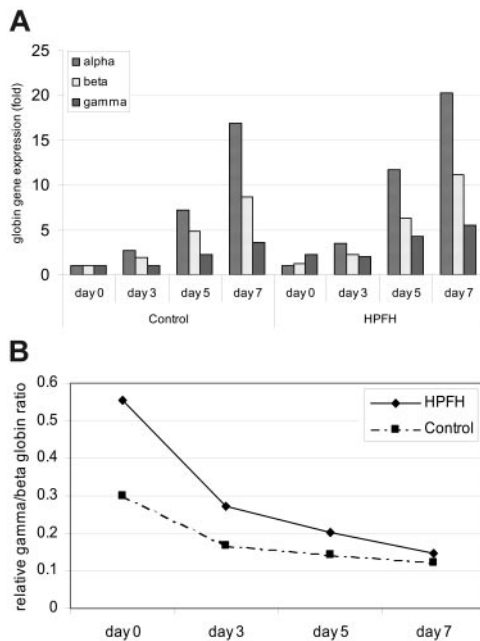 A
globin gene expression (fold)
25
20
15
10
5
0
alpha
beta
gamma
day 0 day 3 day 5 day 7 day 0 day 3 day 5 day 7
Control HPFH
B
relative gamma/beta globin ratio
0.6
0.5
0.4
0.3
0.2
0.1
0
HPFH
Control
day 0 day 3 day 5 day 7